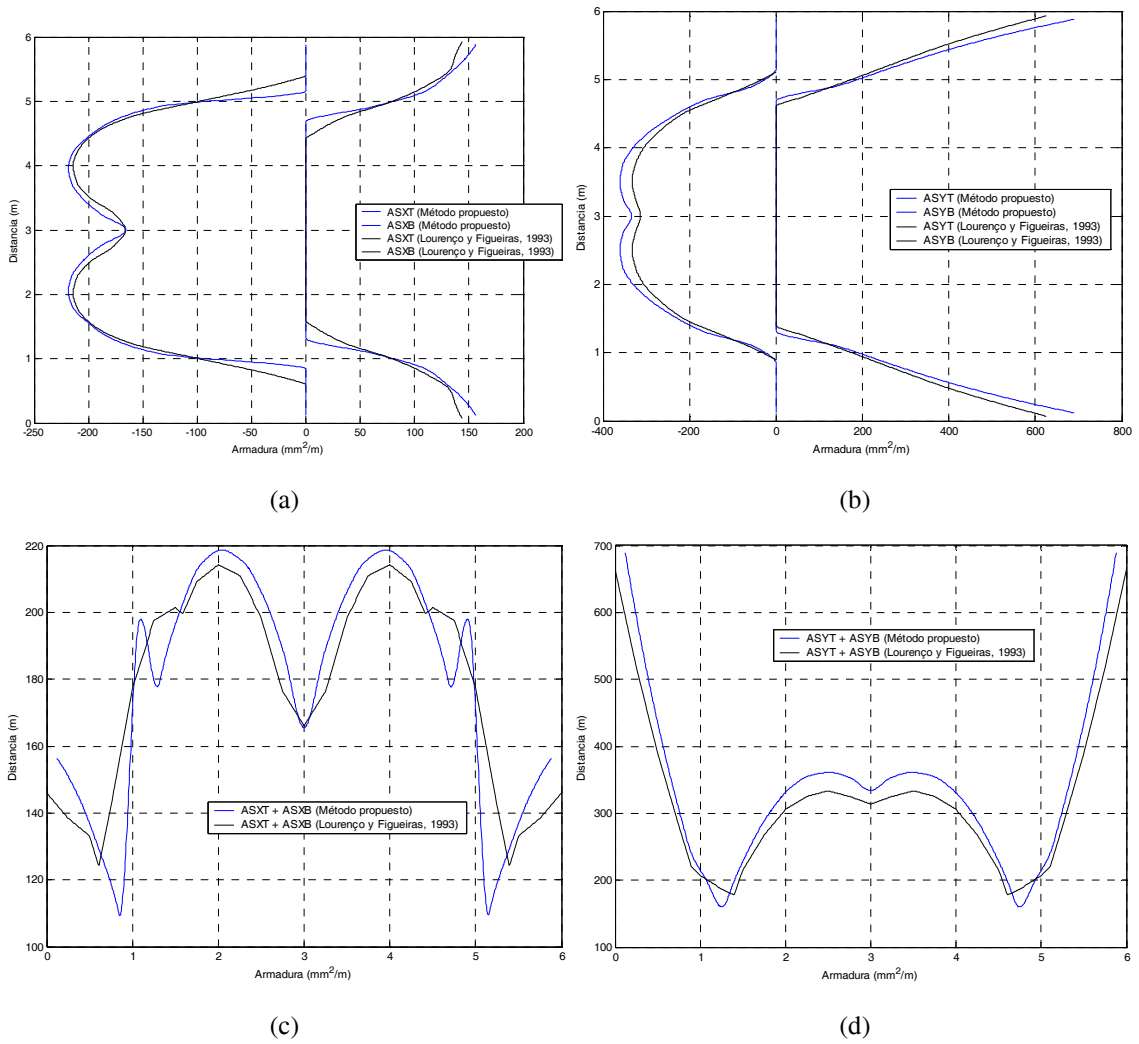 6
5
4
3
2
1
0
-250 -200 -150 -100 -50 0 50 100 150 200
Distancia (m)
Armadura (mm²/m)
ASXT (Método propuesto)
ASXB (Método propuesto)
ASXT (Lourenço y Figueiras, 1993)
ASXB (Lourenço y Figueiras, 1993)
(a)
6
5
4
3
2
1
0
-400 -200 0 200 400 600 800
Distancia (m)
Armadura (mm²/m)
ASYT (Método propuesto)
ASYB (Método propuesto)
ASYT (Lourenço y Figueiras, 1993)
ASYB (Lourenço y Figueiras, 1993)
(b)
220
200
180
160
140
120
100
0 1 2 3 4 5 6
Distancia (m)
Armadura (mm²/m)
ASXT + ASXB (Método propuesto)
ASXT + ASXB (Lourenço y Figueiras, 1993)
(c)
700
600
500
400
300
200
100
0 1 2 3 4 5 6
Distancia (m)
Armadura (mm²/m)
ASYT + ASYB (Método propuesto)
ASYT + ASYB (Lourenço y Figueiras, 1993)
(d)